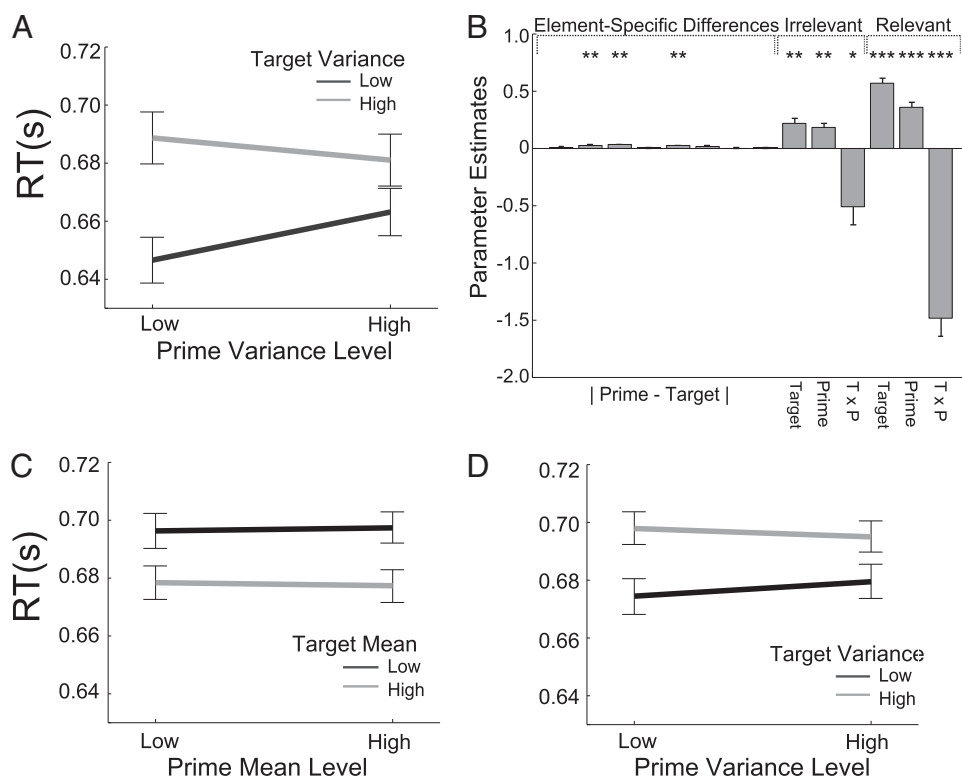 A
0.72
0.70
0.68
0.66
0.64
RT(s)
Target Variance
Low
High
Low
High
Prime Variance Level
B
Element-Specific Differences
Irrelevant
Relevant
1.0
0.5
0
-0.5
-1.0
-1.5
-2.0
Parameter Estimates
** ** ** ** ** * *** *** ***
| Prime - Target |
Target
Prime
T x P
Target
Prime
T x P
C
0.72
0.70
0.68
0.66
0.64
RT(s)
Target Mean
Low
High
Low
High
Prime Mean Level
D
0.72
0.70
0.68
0.66
0.64
Target Variance
Low
High
Low
High
Prime Variance Level